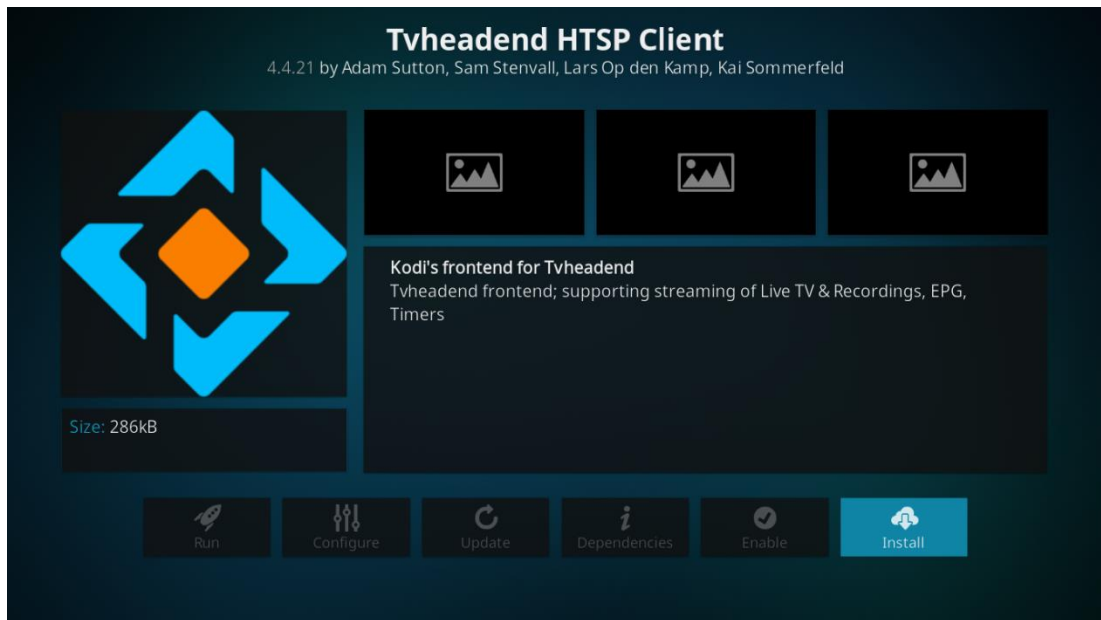 Tvheadend HTSP Client
4.4.21 by Adam Sutton, Sam Stenvall, Lars Op den Kamp, Kai Sommerfeld
Kodi's frontend for Tvheadend
Tvheadend frontend; supporting streaming of Live TV & Recordings, EPG,
Timers
Size: 286kB
Run
Configure
Update
Dependencies
Enable
Install